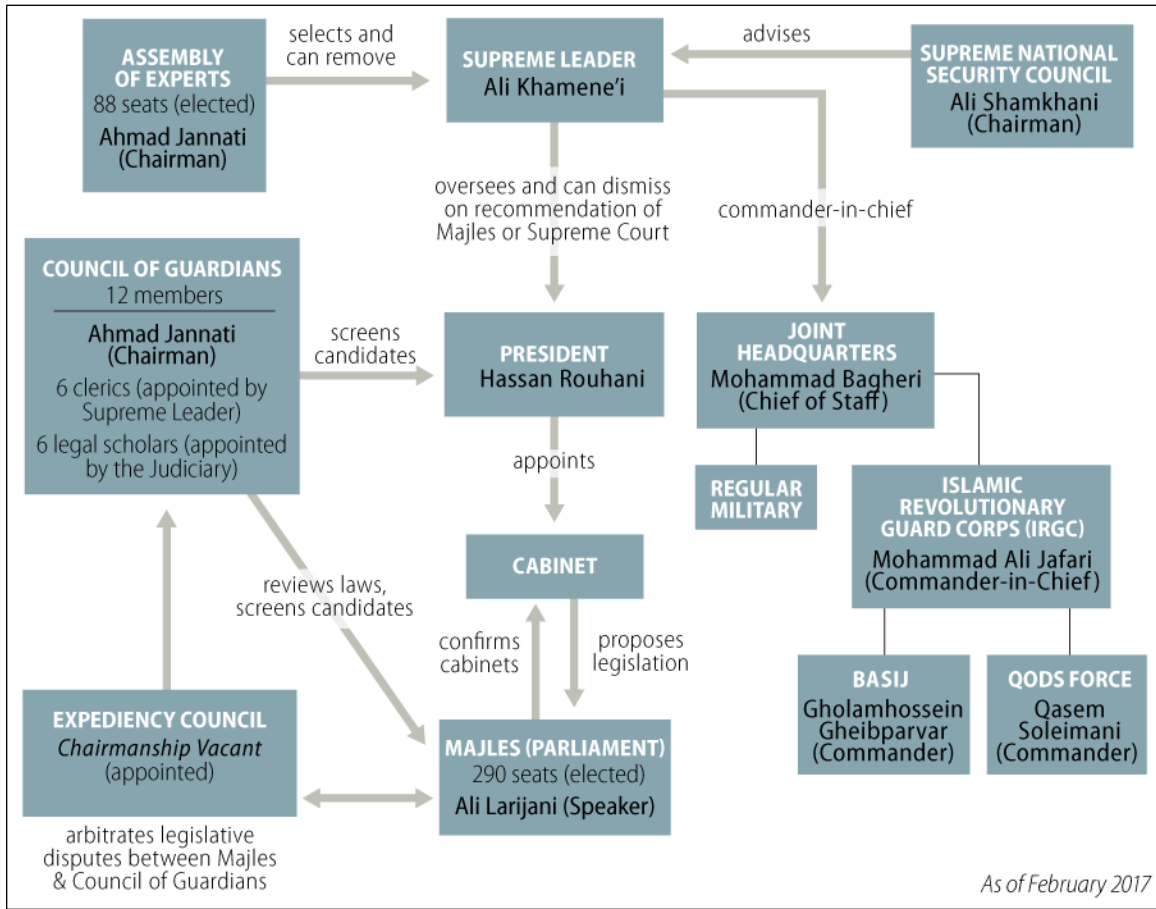 ASSEMBLY
OF EXPERTS
88 seats (elected)
Ahmad Jannati
(Chairman)
selects and
can remove
SUPREME LEADER
Ali Khamene'i
advises
SUPREME NATIONAL
SECURITY COUNCIL
Ali Shamkhani
(Chairman)
oversees and can dismiss
on recommendation of
Majles or Supreme Court
commander-in-chief
COUNCIL OF GUARDIANS
12 members
Ahmad Jannati
(Chairman)
6 clerics (appointed by
Supreme Leader)
6 legal scholars (appointed
by the Judiciary)
screens
candidates
PRESIDENT
Hassan Rouhani
JOINT
HEADQUARTERS
Mohammad Bagheri
(Chief of Staff)
appoints
REGULAR
MILITARY
ISLAMIC
REVOLUTIONARY
GUARD CORPS (IRGC)
Mohammad Ali Jafari
(Commander-in-Chief)
CABINET
reviews laws,
screens candidates
confirms
cabinets
proposes
legislation
BASIJ
Gholamhossein
Gheibparvar
(Commander)
QODS FORCE
Qasem
Soleimani
(Commander)
EXPEDIENCY COUNCIL
Chairmanship Vacant
(appointed)
MAJLES (PARLIAMENT)
290 seats (elected)
Ali Larijani (Speaker)
arbitrates legislative
disputes between Majles
& Council of Guardians
As of February 2017